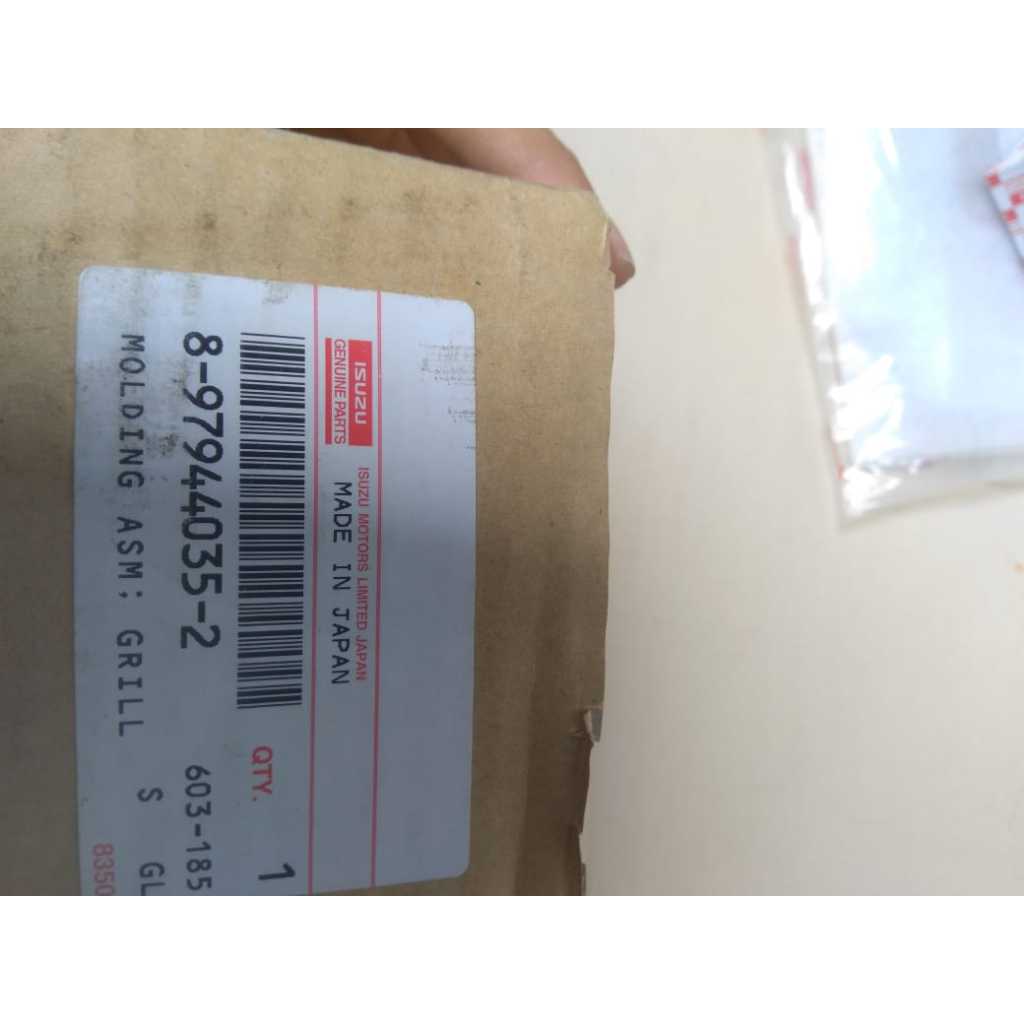 ISUZU
GENUINE PARTS
ISUZU MOTORS LIMITED JAPAN
MADE IN JAPAN
QTY. 1
8-97944035-2 603-185
MOLDING ASM; GRILL S GL
8350